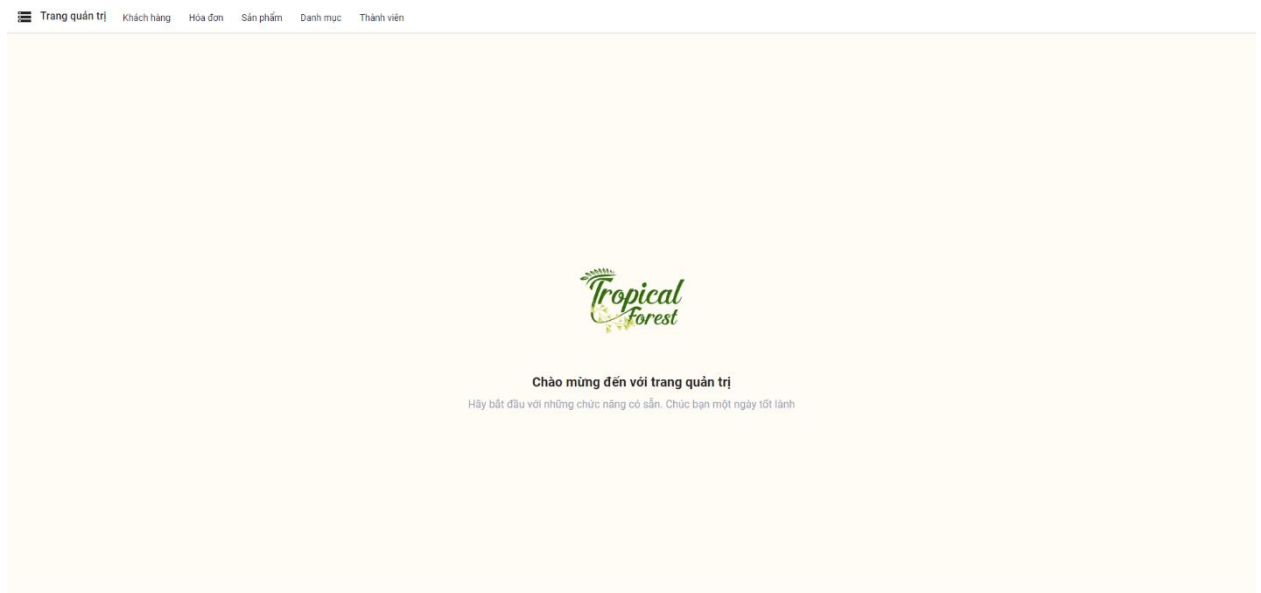 Trang quản trị Khách hàng Hóa đơn Sản phẩm Danh mục Thành viên
Tropical
Forest
Chào mừng đến với trang quản trị
Hãy bắt đầu với những chức năng có sẵn. Chúc bạn một ngày tốt lành